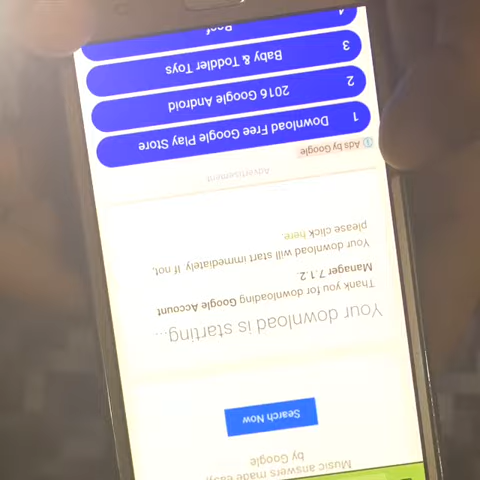 Music answers made easy,
by Google
Search Now
Your download is starting...
Thank you for downloading Google Account
Manager 7.1.2.
Your download will start immediately. If not,
please click here.
Advertisement
Ads by Google
1 Download Free Google Play Store
2 2016 Google Android
3 Baby & Toddler Toys
4 Roof